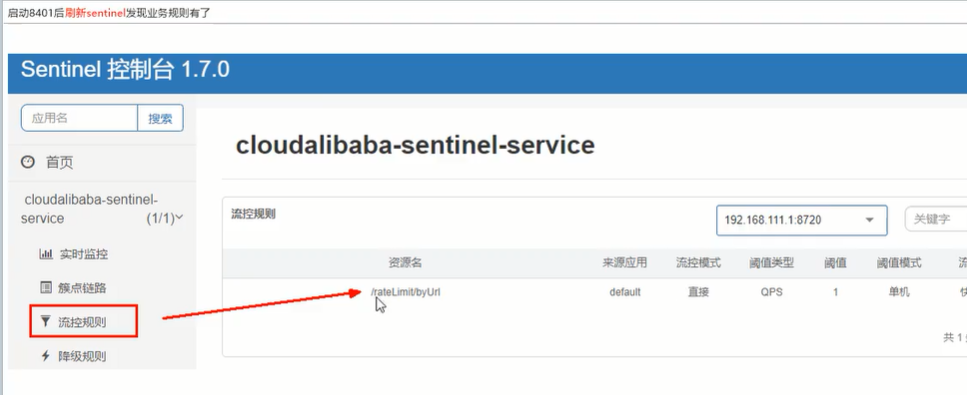 启动8401后刷新sentinel发现业务规则有了
Sentinel 控制台 1.7.0
应用名 搜索
首页
cloudalibaba-sentinel-
service (1/1)
实时监控
簇点链路
流控规则
降级规则
cloudalibaba-sentinel-service
流控规则 192.168.111.1:8720 关键字
资源名 来源应用 流控模式 阈值类型 阈值 阈值模式
/rateLimit/byUrl default 直接 QPS 1 单机
共 1